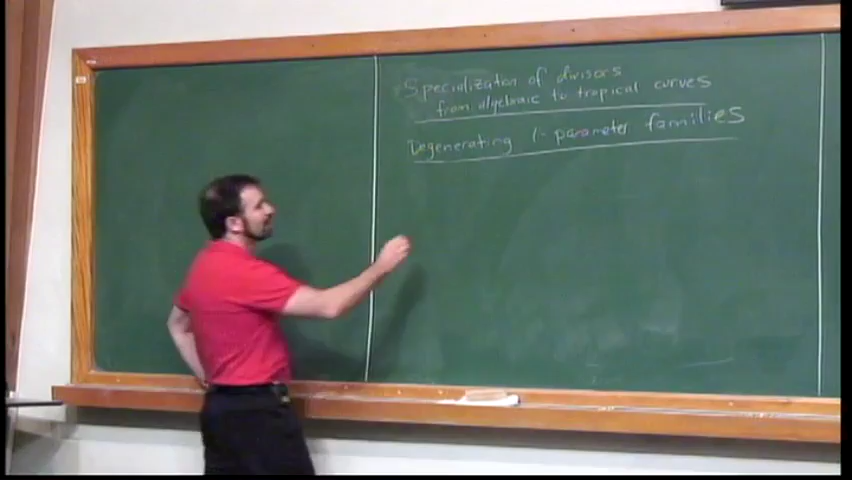 Specialization of divisors
from algebraic to tropical curves
Degenerating 1-parameter families